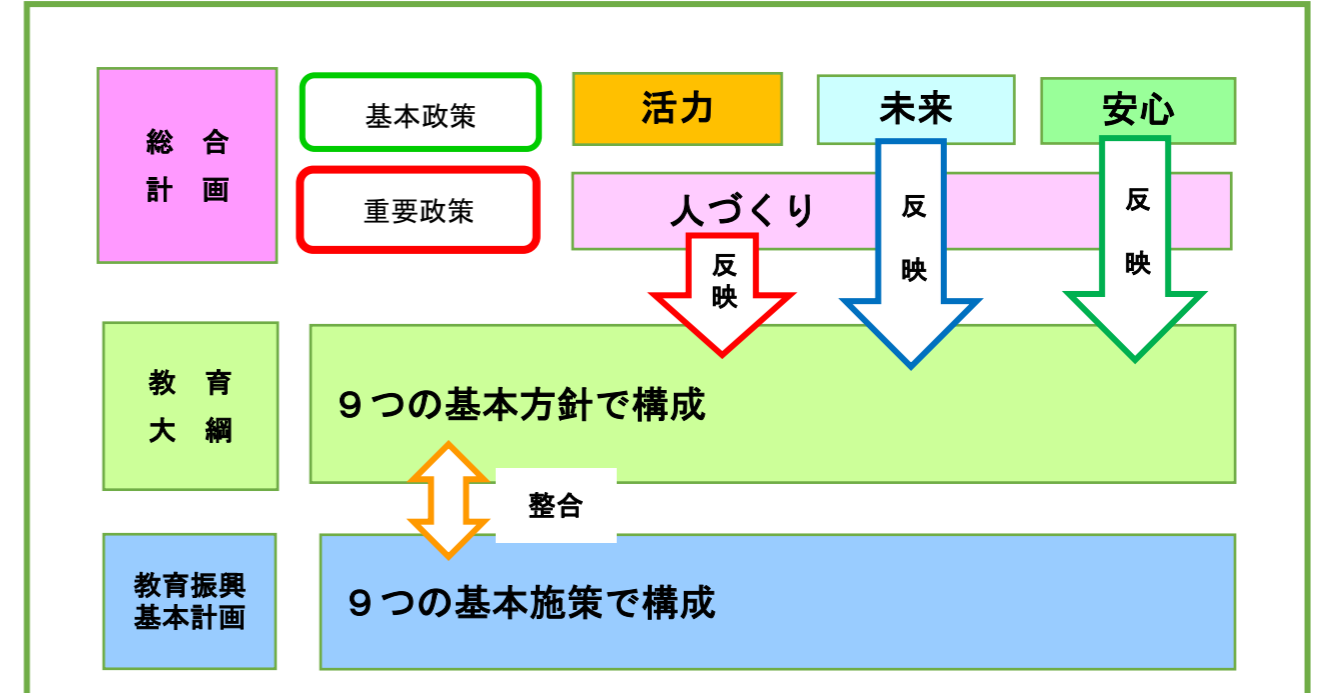 総　合
計　画
基本政策
活力
未来
安心
重要政策
人づくり
反
映
反
映
反
映
教　育
大　綱
９つの基本方針で構成
整合
教育振興
基本計画
９つの基本施策で構成